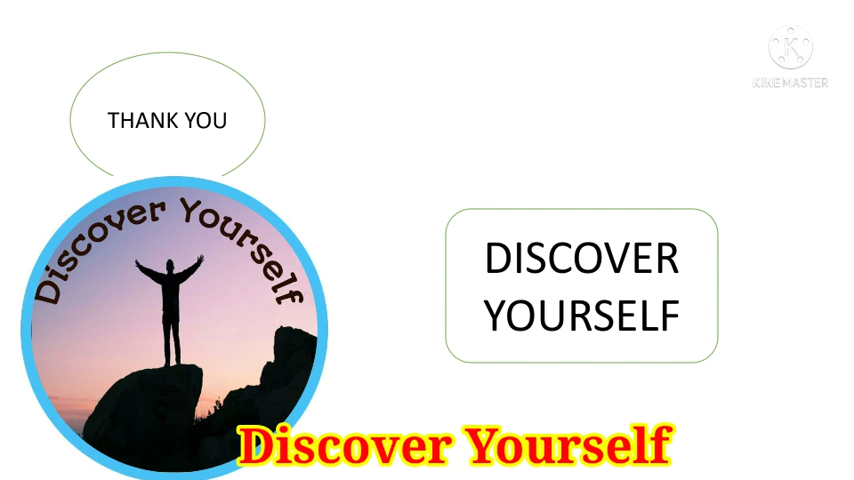 KINEMASTER
THANK YOU
Discover Yourself
DISCOVER
YOURSELF
Discover Yourself